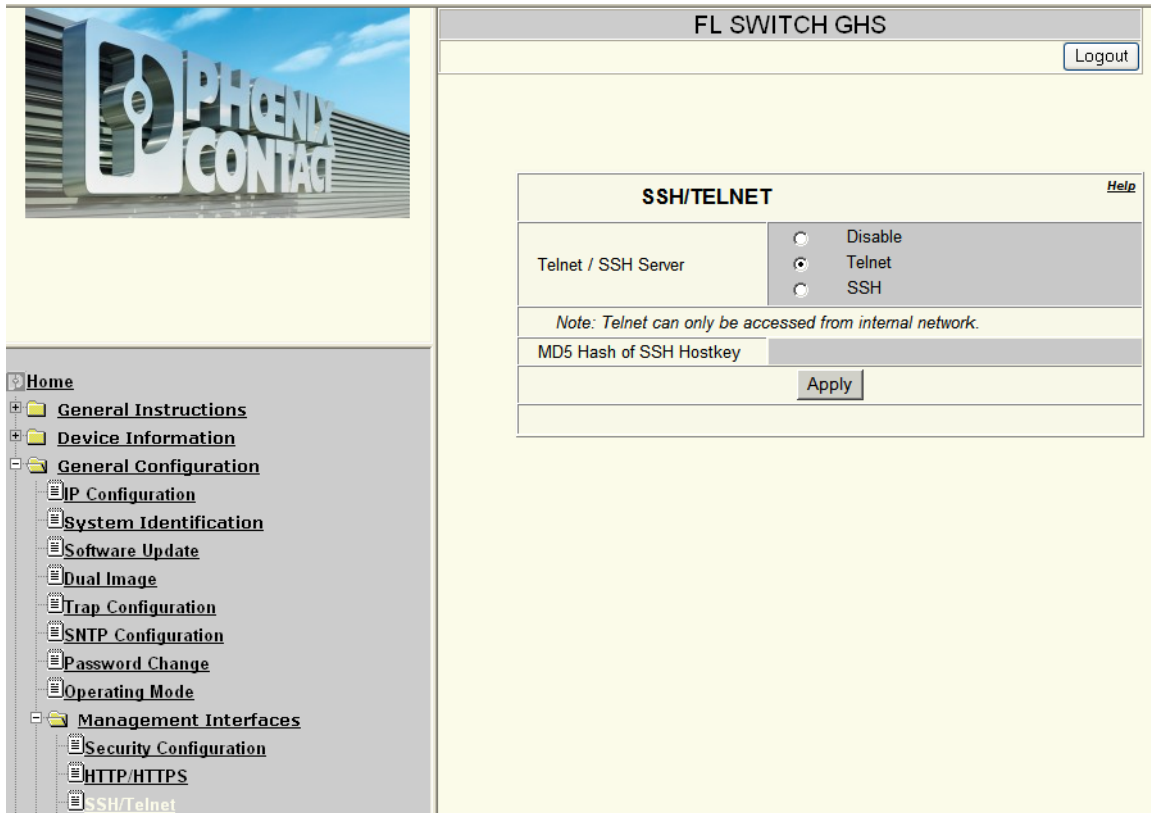 PHŒNIX
CONTACT
FL SWITCH GHS
Logout
SSH/TELNET
Help
Telnet / SSH Server
Disable
Telnet
SSH
Note: Telnet can only be accessed from internal network.
MD5 Hash of SSH Hostkey
Apply
Home
General Instructions
Device Information
General Configuration
IP Configuration
System Identification
Software Update
Dual Image
Trap Configuration
SNTP Configuration
Password Change
Operating Mode
Management Interfaces
Security Configuration
HTTP/HTTPS
SSH/Telnet